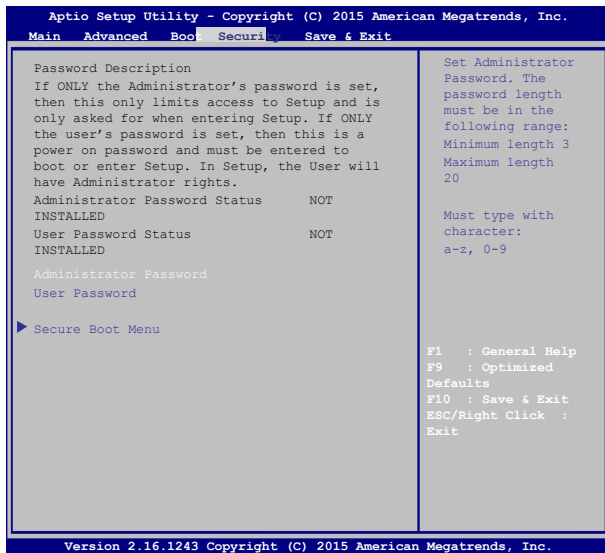 Aptio Setup Utility - Copyright (C) 2015 American Megatrends, Inc.
Main Advanced Boot Security Save & Exit
Password Description
If ONLY the Administrator's password is set,
then this only limits access to Setup and is
only asked for when entering Setup. If ONLY
the user's password is set, then this is a
power on password and must be entered to
boot or enter Setup. In Setup, the User will
have Administrator rights.
Administrator Password Status NOT
INSTALLED
User Password Status NOT
INSTALLED
Administrator Password
User Password
Secure Boot Menu
Set Administrator
Password. The
password length
must be in the
following range:
Minimum length 3
Maximum length
20
Must type with
character:
a-z, 0-9
F1 : General Help
F9 : Optimized
Defaults
F10 : Save & Exit
ESC/Right Click :
Exit
Version 2.16.1243 Copyright (C) 2015 American Megatrends, Inc.